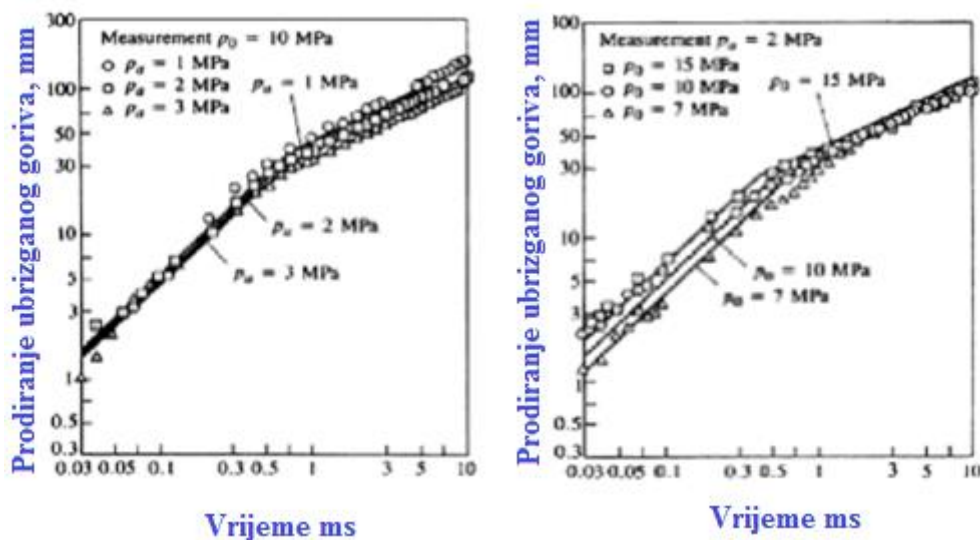 Prodiranje ubrizganog goriva, mm
300
100
50
30
10
5
3
1
0.5
0.3
Measurement p₀ = 10 MPa
○ pₐ = 1 MPa
○ pₐ = 2 MPa
△ pₐ = 3 MPa
pₐ = 1 MPa
pₐ = 2 MPa
pₐ = 3 MPa
0.03 0.05 0.1 0.3 0.5 1 3 5 10
Vrijeme ms
Prodiranje ubrizganog goriva, mm
300
100
50
30
10
5
3
1
0.5
0.3
Measurement pₐ = 2 MPa
□ p₀ = 15 MPa
○ p₀ = 10 MPa
△ p₀ = 7 MPa
p₀ = 15 MPa
p₀ = 10 MPa
p₀ = 7 MPa
0.03 0.05 0.1 0.3 0.5 1 3 5 10
Vrijeme ms